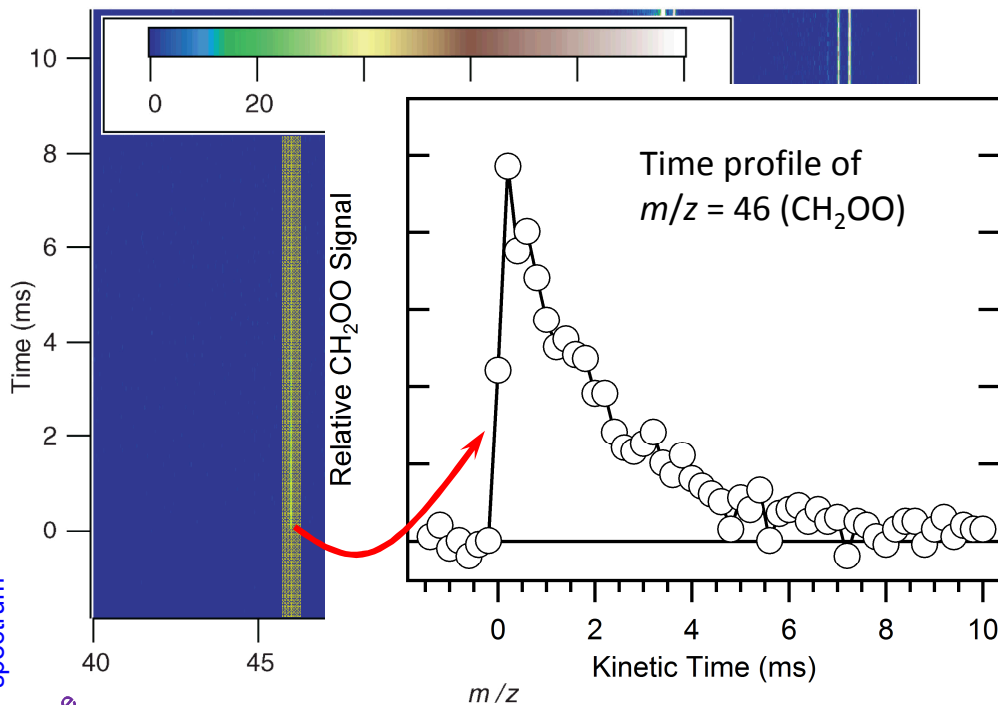 10
8
6
4
2
0
Time (ms)
0 20
40 45
m/z
Relative CH₂OO Signal
Time profile of
m/z = 46 (CH₂OO)
0 2 4 6 8 10
Kinetic Time (ms)